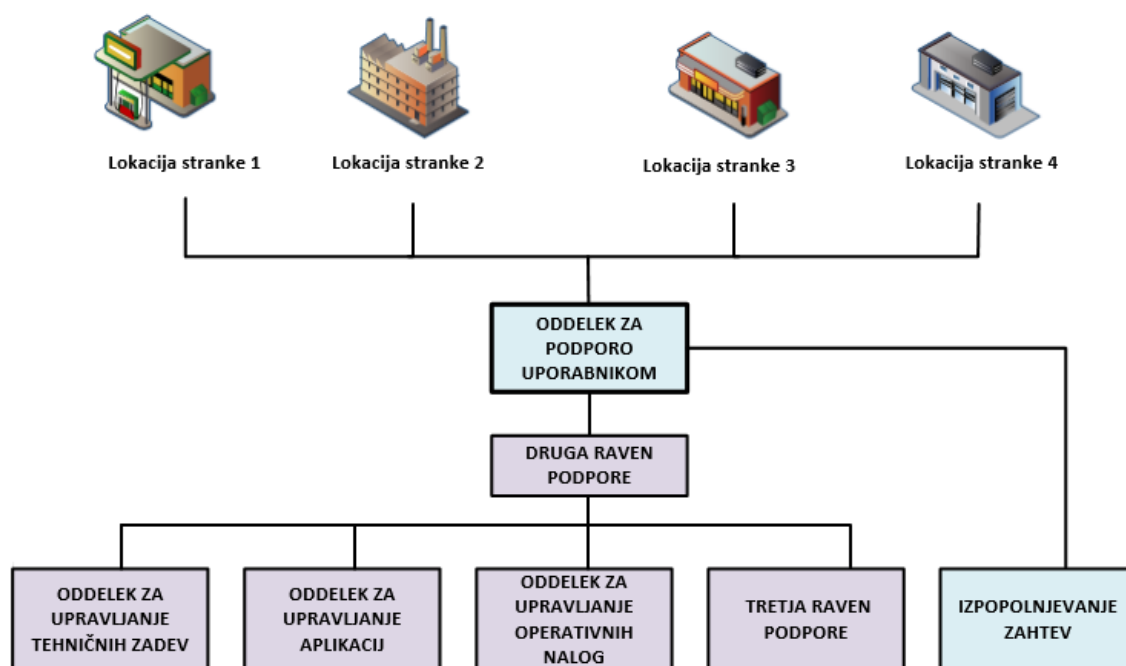 Lokacija stranke 1
Lokacija stranke 2
Lokacija stranke 3
Lokacija stranke 4
ODDELEK ZA
PODPORO
UPORABNIKOM
DRUGA RAVEN
PODPORE
ODDELEK ZA
UPRAVLJANJE
TEHNIČNIH ZADEV
ODDELEK ZA
UPRAVLJANJE
APLIKACIJ
ODDELEK ZA
UPRAVLJANJE
OPERATIVNIH
NALOG
TRETJA RAVEN
PODPORE
IZPOPOLNJEVANJE
ZAHTEV